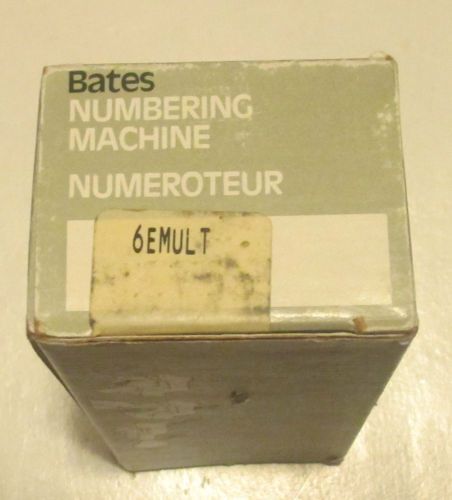 Bates
NUMBERING
MACHINE
NUMEROTEUR
6EMULT